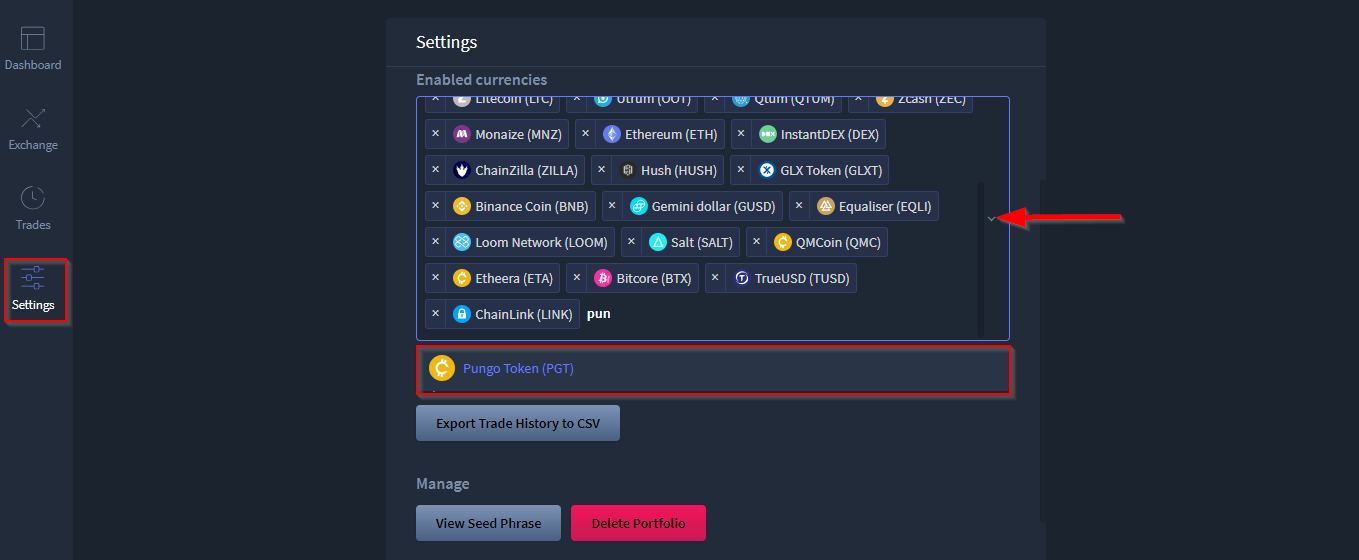 Dashboard
Exchange
Trades
Settings
Settings
Enabled currencies
× Litecoin (LTC) × Utrum (OOT) × Qtum (QTUM) × Zcash (ZEC)
× Monaize (MNZ) × Ethereum (ETH) × InstantDEX (DEX)
× ChainZilla (ZILLA) × Hush (HUSH) × GLX Token (GLXT)
× Binance Coin (BNB) × Gemini dollar (GUSD) × Equaliser (EQLI)
× Loom Network (LOOM) × Salt (SALT) × QMCoin (QMC)
× Etheera (ETA) × Bitcore (BTX) × TrueUSD (TUSD)
× ChainLink (LINK) pun
Pungo Token (PGT)
Export Trade History to CSV
Manage
View Seed Phrase Delete Portfolio